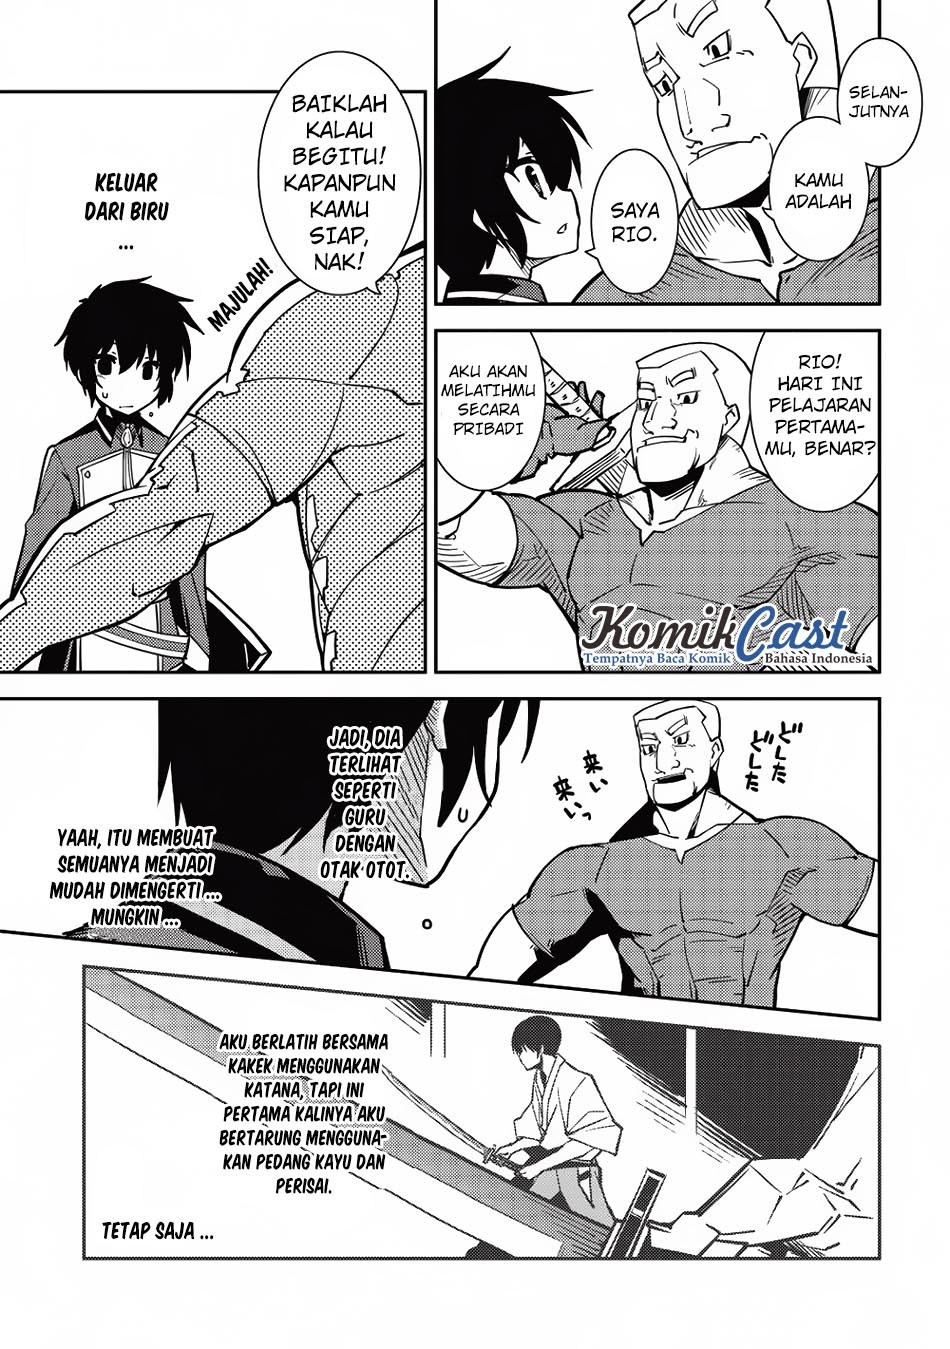 SELAN-
JUTNYA
KAMU
ADALAH
SAYA
RIO.
RIO!
HARI INI
PELAJARAN
PERTAMA-
MU, BENAR?
AKU AKAN
MELATIHMU
SECARA
PRIBADI
BAIKLAH
KALAU
BEGITU!
KAPANPUN
KAMU
SIAP,
NAK!
MAJULAH!
KELUAR
DARI BIRU
...
KomikCast
Tempatnya Baca Komik Bahasa Indonesia
どした
どした
来い
来いっ
JADI, DIA
TERLIHAT
SEPERTI
GURU
DENGAN
OTAK OTOT.
YAAH, ITU MEMBUAT
SEMUANYA MENJADI
MUDAH DIMENGERTI ...
MUNGKIN ...
AKU BERLATIH BERSAMA
KAKEK MENGGUNAKAN
KATANA, TAPI INI
PERTAMA KALINYA AKU
BERTARUNG MENGGUNA-
KAN PEDANG KAYU DAN
PERISAI.
TETAP SAJA ...